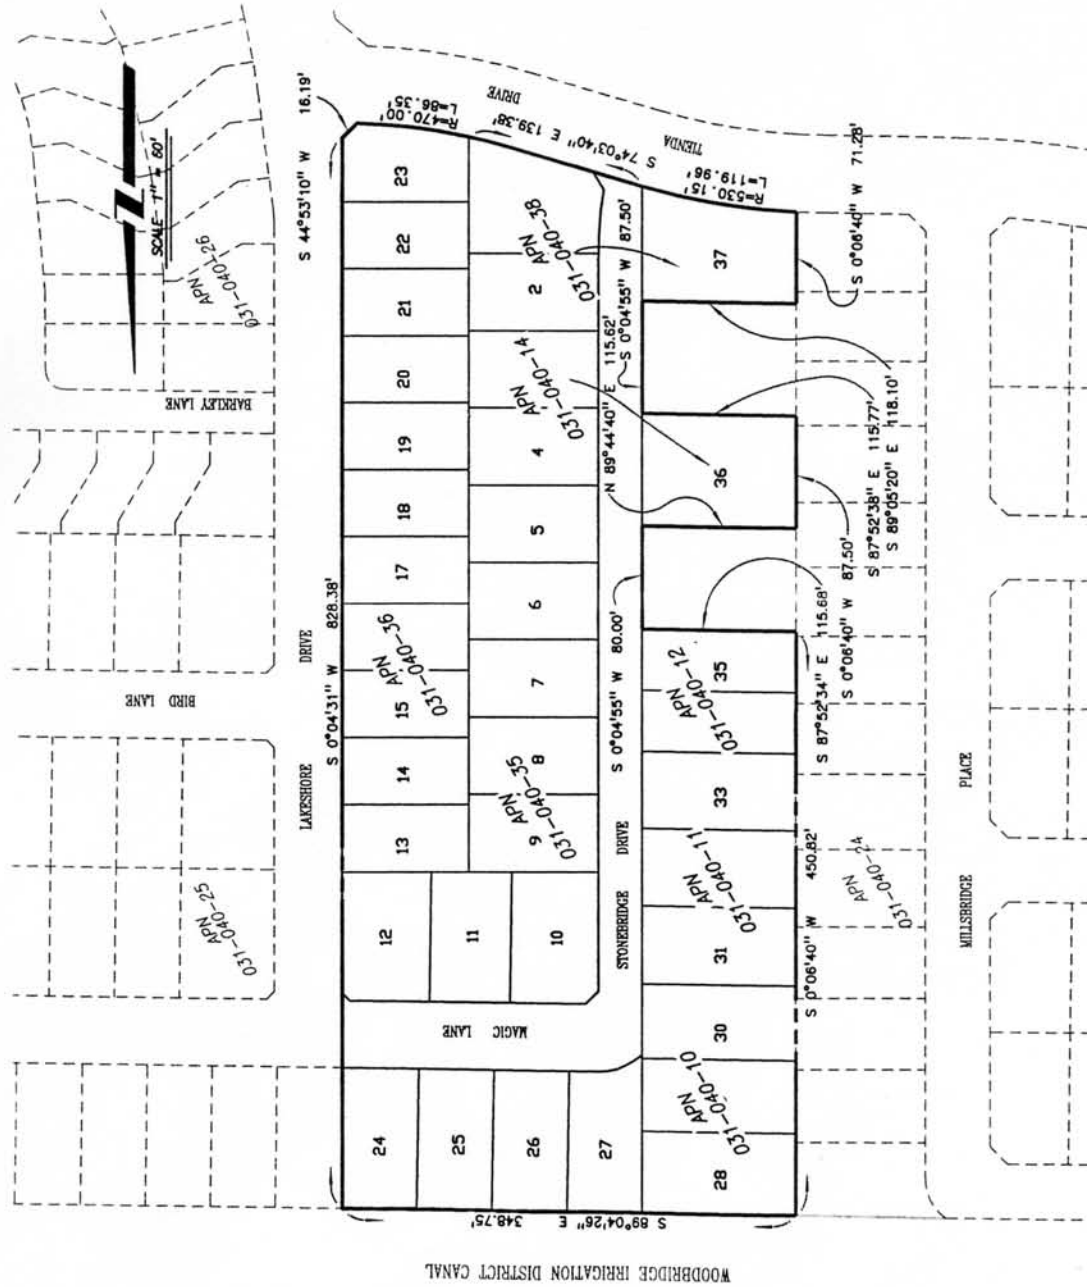 SCALE- 1" = 60'
APN
031-040-26
BARKLEY LANE
BIRD LANE
APN
031-040-25
LAKESHORE DRIVE
S 0°04'31" W 828.38'
S 44°53'10" W 16.19'
R=470.00'
L=86.35'
S 74°03'40" E 139.38'
TIENDA DRIVE
R=530.15'
L=119.96'
23
22
21
20
19
18
17
APN
031-040-36
15
14
13
12
11
10
APN
031-040-38
2
APN
031-040-14
4
5
6
7
8
APN
031-040-35
9
MAGIC LANE
STONEBRIDGE DRIVE
S 0°04'55" W 80.00'
N 89°44'40" E 115.62'
S 0°04'55" W 87.50'
24
25
26
27
28
APN
031-040-10
30
31
APN
031-040-11
33
APN
031-040-12
35
36
37
S 0°06'40" W 71.28'
S 89°05'20" E 118.10'
S 87°52'38" E 115.77'
S 0°06'40" W 87.50'
S 87°52'34" E 115.68'
S 0°06'40" W 450.82'
APN
031-040-24
MILLSBRIDGE PLACE
S 89°04'26" E 348.75'
WOODBRIDGE IRRIGATION DISTRICT CANAL